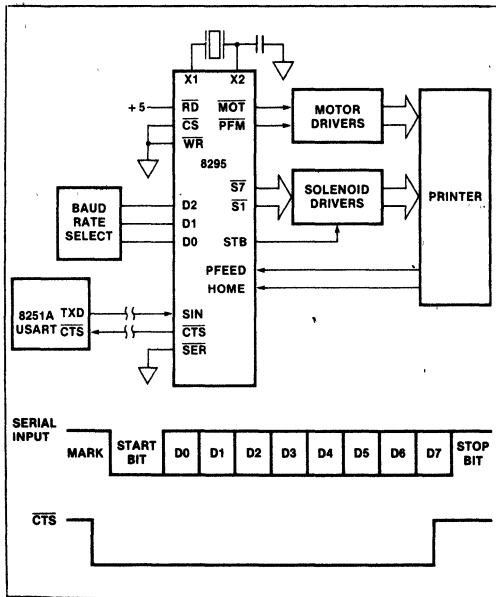 X1 X2
+5
RD
CS
WR
8295
MOT
PFM
MOTOR
DRIVERS
S7
S1
SOLENOID
DRIVERS
PRINTER
BAUD
RATE
SELECT
D2
D1
D0
STB
PFEED
HOME
8251A TXD
USART CTS
SIN
CTS
SER
SERIAL
INPUT
MARK
START
BIT
D0 D1 D2 D3 D4 D5 D6 D7
STOP
BIT
CTS